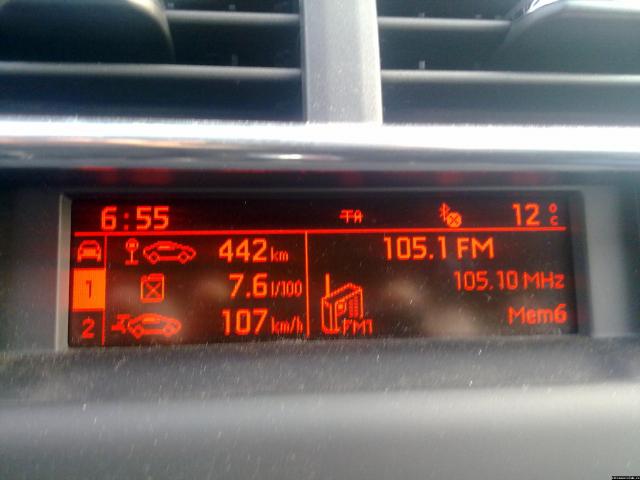 6:55 TA 12 °C
442 km
1 7.6 l/100
2 107 km/h
105.1 FM
105.10 MHz
FM1 Mem6